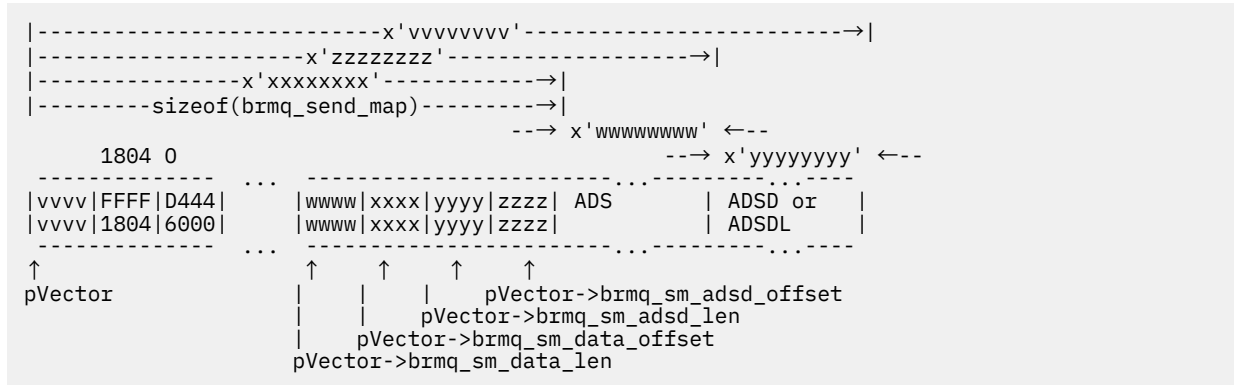 |---------------------------x'vvvvvvvv'-------------------------→|
|---------------------x'zzzzzzzz'-------------------→|
|----------------x'xxxxxxxx'------------→|
|---------sizeof(brmq_send_map)---------→|
--→ x'wwwwwwww' ←--
1804 O --→ x'yyyyyyyy' ←--
--------------- ... ------------------------...---------...----
|vvvv|FFFF|D444| |wwww|xxxx|yyyy|zzzz| ADS | ADSD or |
|vvvv|1804|6000| |wwww|xxxx|yyyy|zzzz| | ADSDL |
--------------- ... ------------------------...---------...----
↑ ↑ ↑ ↑ ↑
pVector | | | pVector->brmq_sm_adsd_offset
| | pVector->brmq_sm_adsd_len
| pVector->brmq_sm_data_offset
pVector->brmq_sm_data_len